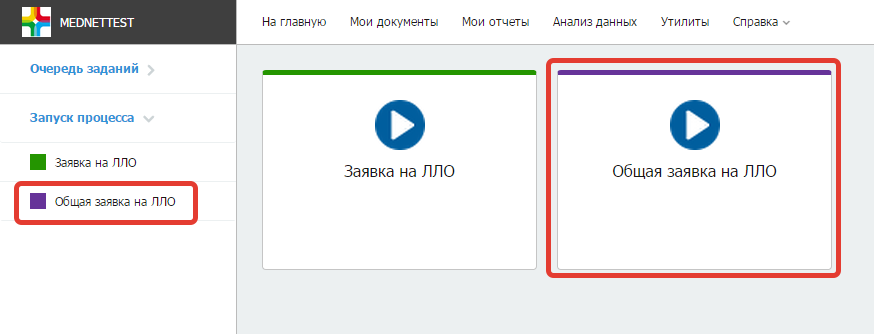 MEDNETTEST
На главную Мои документы Мои отчеты Анализ данных Утилиты Справка
Очередь заданий
Запуск процесса
Заявка на ЛЛО
Общая заявка на ЛЛО
Заявка на ЛЛО
Общая заявка на ЛЛО